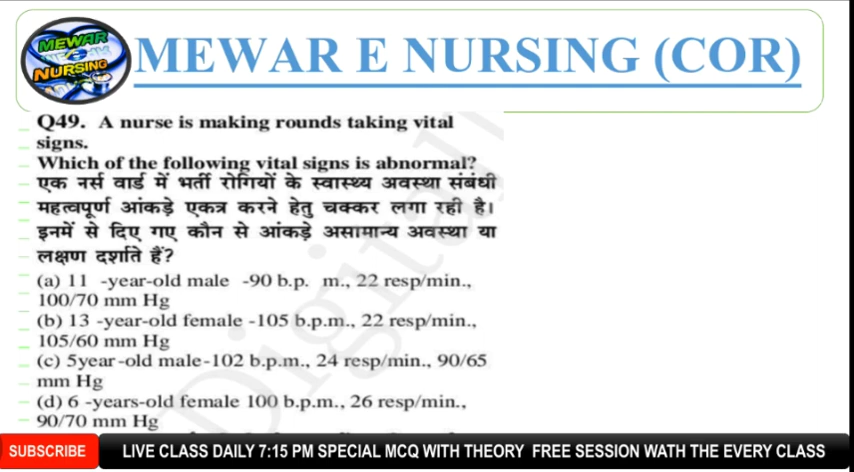 MEWAR
NURSING
MEWAR E NURSING (COR)
Q49. A nurse is making rounds taking vital
signs.
Which of the following vital signs is abnormal?
एक नर्स वार्ड में भर्ती रोगियों के स्वास्थ्य अवस्था संबंधी
महत्वपूर्ण आंकड़े एकत्र करने हेतु चक्कर लगा रही है।
इनमें से दिए गए कौन से आंकड़े असामान्य अवस्था या
लक्षण दर्शाते हैं?
(a) 11 -year-old male -90 b.p. m., 22 resp/min.,
100/70 mm Hg
(b) 13 -year-old female -105 b.p.m., 22 resp/min.,
105/60 mm Hg
(c) 5year-old male-102 b.p.m., 24 resp/min., 90/65
mm Hg
(d) 6 -years-old female 100 b.p.m., 26 resp/min.,
90/70 mm Hg
Digital
SUBSCRIBE
LIVE CLASS DAILY 7:15 PM SPECIAL MCQ WITH THEORY FREE SESSION WATH THE EVERY CLASS